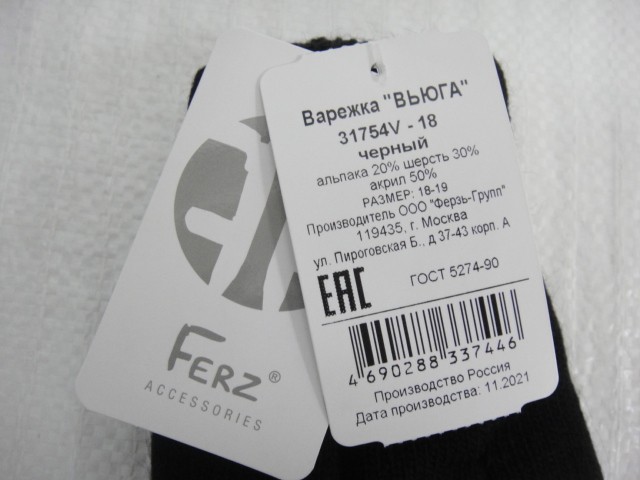 Варежка "ВЬЮГА"
31754V - 18
черный
альпака 20% шерсть 30%
акрил 50%
РАЗМЕР: 18-19
Производитель ООО "Ферзь-Групп"
119435, г. Москва
ул. Пироговская Б., д 37-43 корп. А
EAC
ГОСТ 5274-90
4 690288 337446
Производство Россия
Дата производства: 11.2021
FERZ®
ACCESSORIES